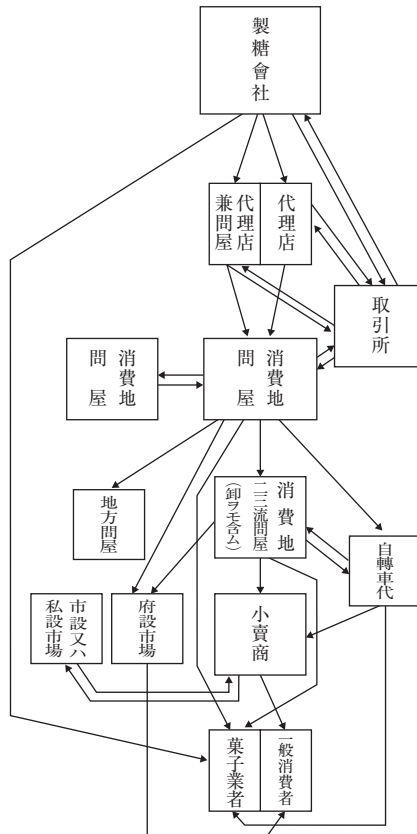 製糖會社
代理店
代理店
兼問屋
取引所
消費地
問屋
消費地
問屋
消費地
二三流問屋
(卸ヲモ含ム)
地方問屋
自轉車代
小賣商
府設市場
市設又ハ
私設市場
一般消費者
菓子業者